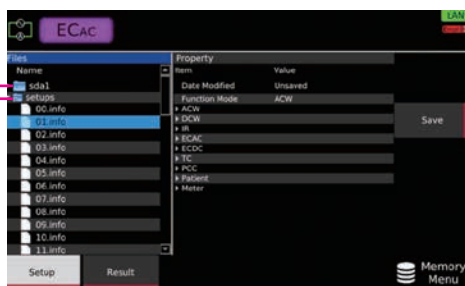 ECAC
LAN
Files
Name
sda1
setups
00.info
01.info
02.info
03.info
04.info
05.info
06.info
07.info
08.info
09.info
10.info
11.info
Property
Item Value
Date Modified Unsaved
Function Mode ACW
ACW
DCW
IR
ECAC
ECDC
TC
PCC
Patient
Meter
Save
Setup
Result
Memory
Menu